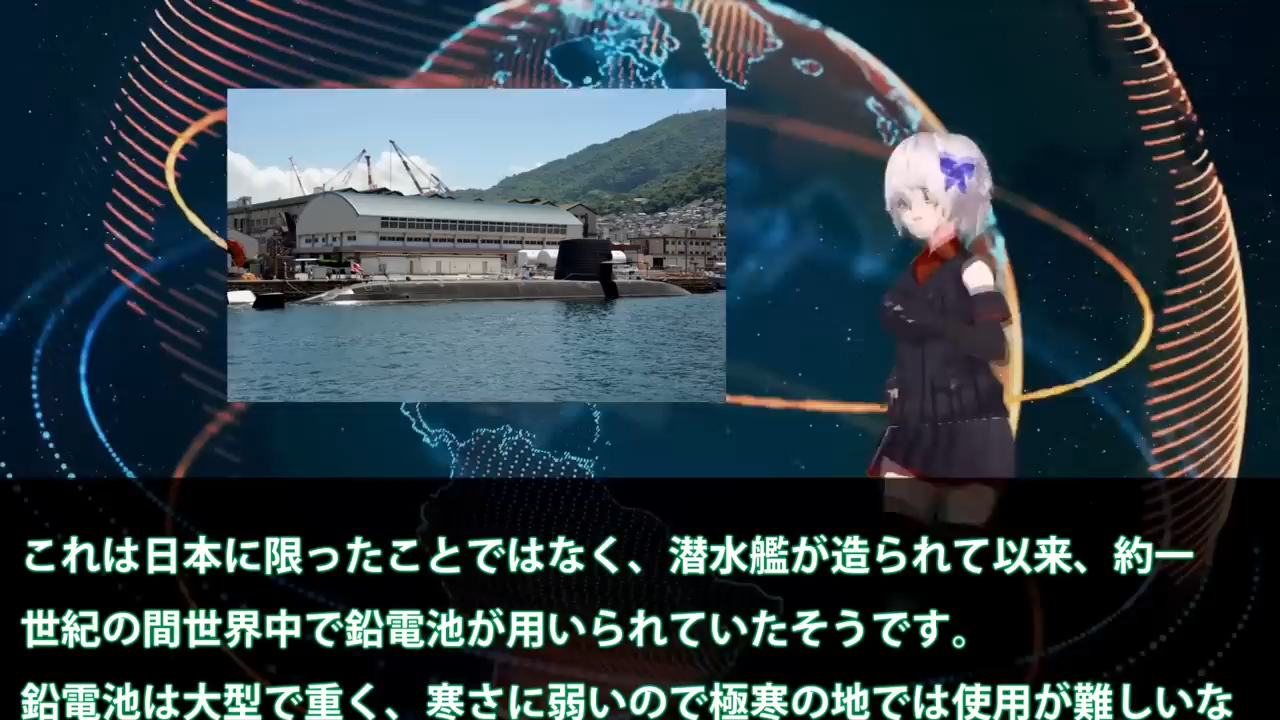 これは日本に限ったことではなく、潜水艦が造られて以来、約一
世紀の間世界中で鉛電池が用いられていたそうです。
鉛電池は大型で重く、寒さに弱いので極寒の地では使用が難しいな